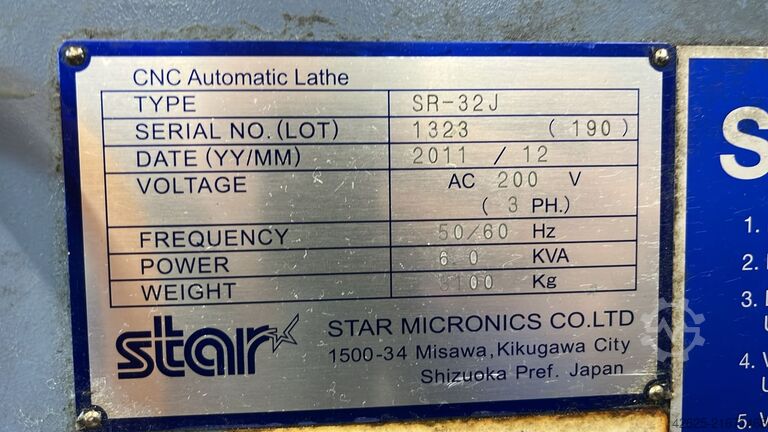 CNC Automatic Lathe
TYPE SR-32J
SERIAL NO.(LOT) 1323 (190)
DATE (YY/MM) 2011 / 12
VOLTAGE AC 200 V
(3 PH.)
FREQUENCY 50/60 Hz
POWER 6.0 KVA
WEIGHT Kg
star
STAR MICRONICS CO.LTD
1500-34 Misawa,Kikugawa City
Shizuoka Pref. Japan
S
1.
2.
3.
4.
5.